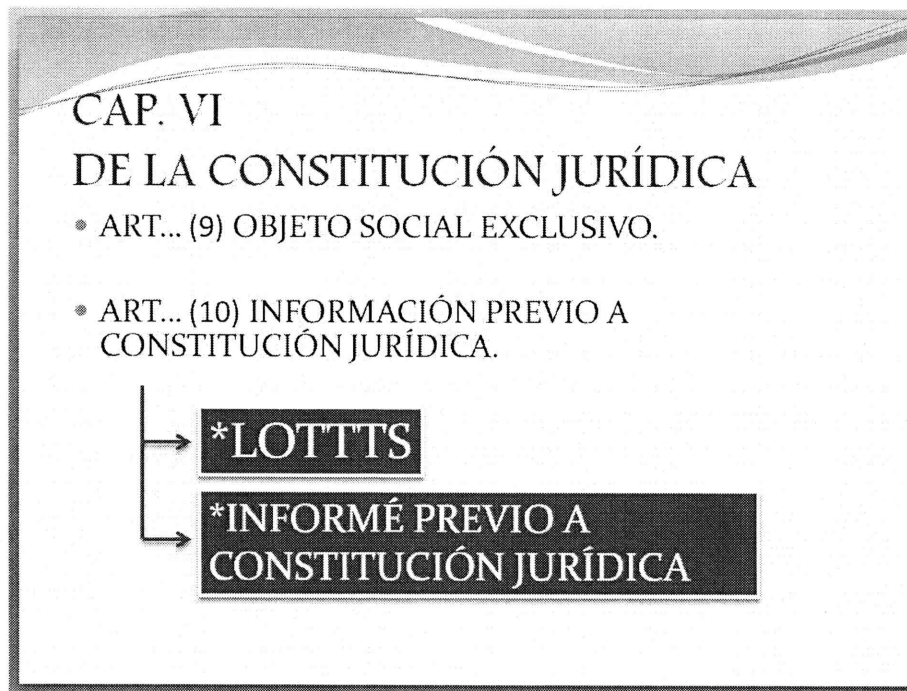 CAP. VI
DE LA CONSTITUCIÓN JURÍDICA
• ART... (9) OBJETO SOCIAL EXCLUSIVO.
• ART... (10) INFORMACIÓN PREVIO A
CONSTITUCIÓN JURÍDICA.
*LOTTTS
*INFORMÉ PREVIO A
CONSTITUCIÓN JURÍDICA